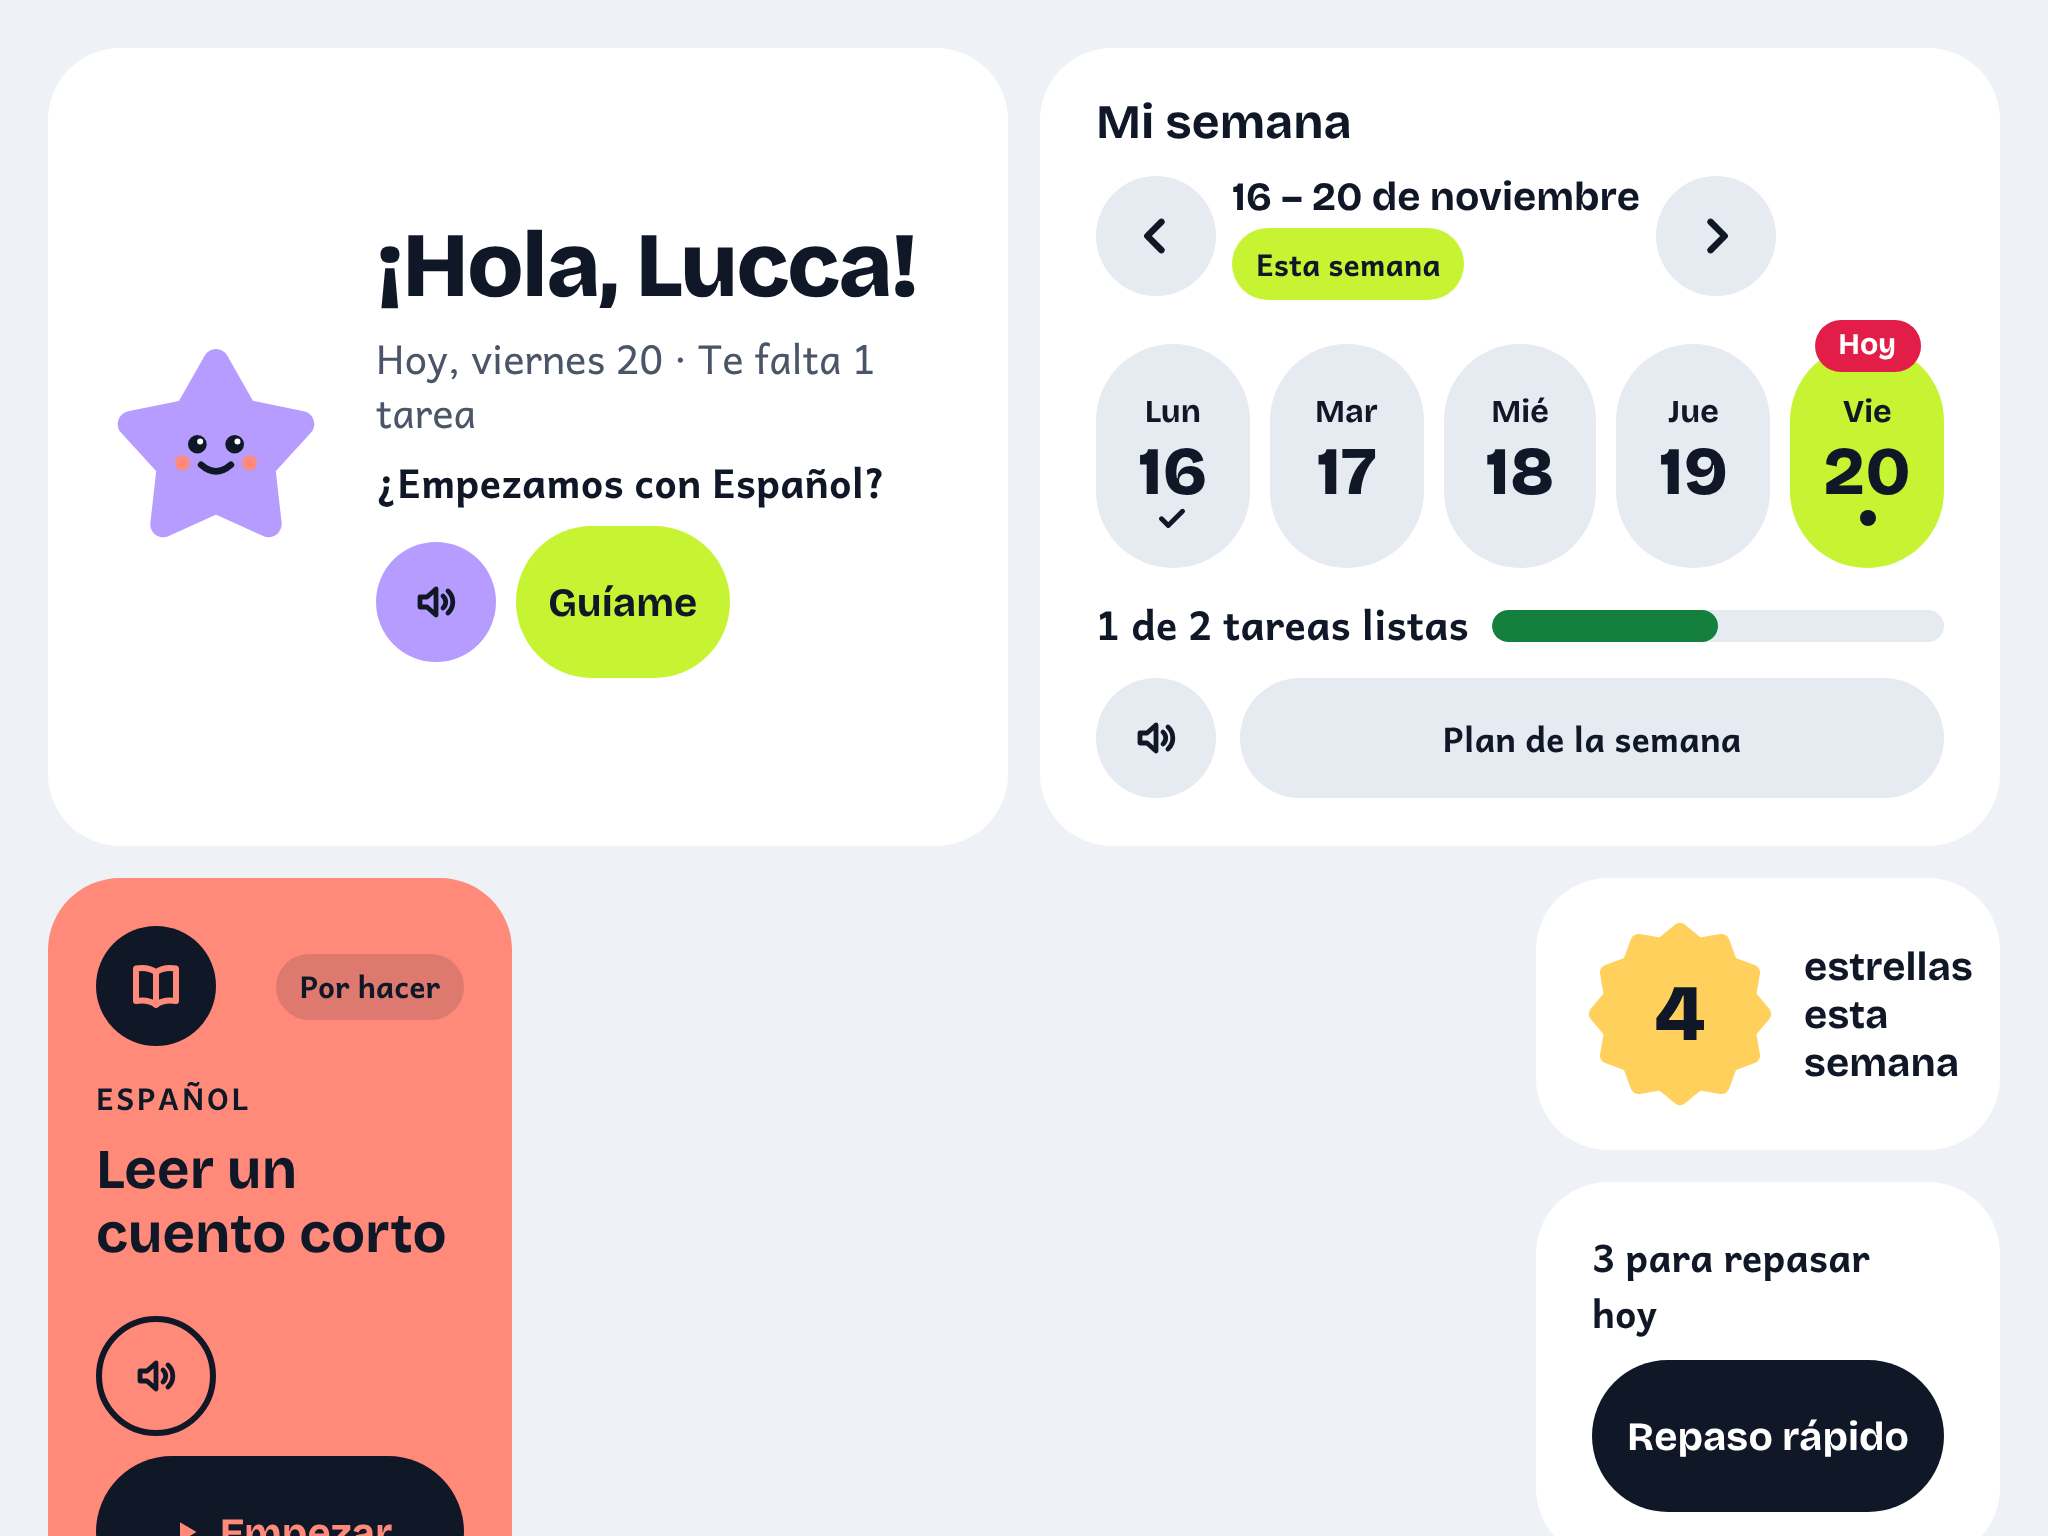 ¡Hola, Lucca!
Hoy, viernes 20 · Te falta 1
tarea
¿Empezamos con Español?
Guíame
Mi semana
16 – 20 de noviembre
Esta semana
Hoy
Lun
16
Mar
17
Mié
18
Jue
19
Vie
20
1 de 2 tareas listas
Plan de la semana
Por hacer
ESPAÑOL
Leer un
cuento corto
Empezar
4
estrellas
esta
semana
3 para repasar
hoy
Repaso rápido